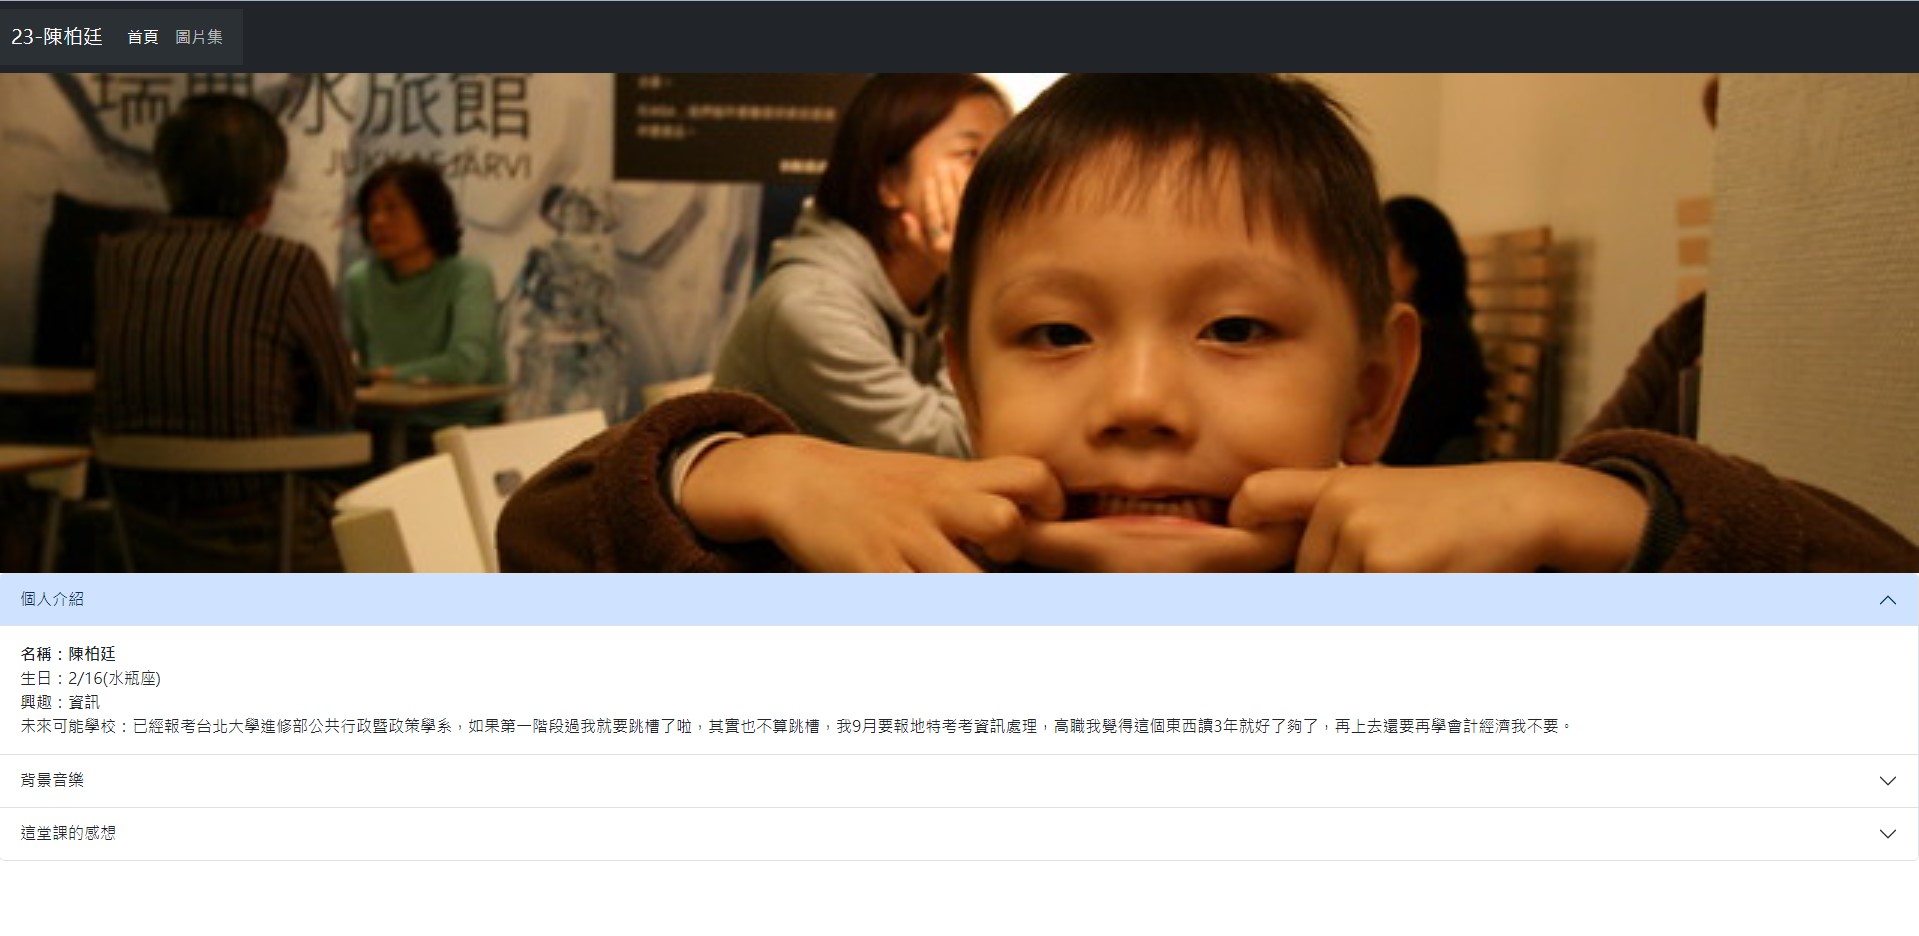 23-陳柏廷 首頁 圖片集
瑞典冰旅館
JUKKASJÄRVI
個人介紹
名稱：陳柏廷
生日：2/16(水瓶座)
興趣：資訊
未來可能學校：已經報考台北大學進修部公共行政暨政策學系，如果第一階段過我就要跳槽了啦，其實也不算跳槽，我9月要報地特考考資訊處理，高職我覺得這個東西讀3年就好了夠了，再上去還要再學會計經濟我不要。
背景音樂
這堂課的感想